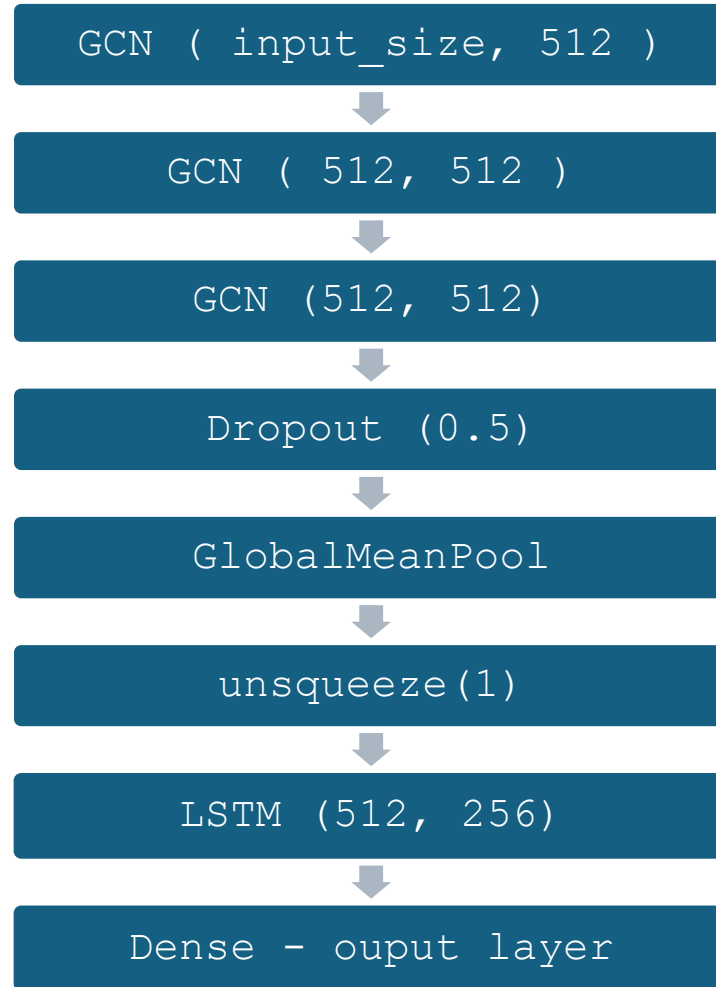 GCN ( input_size, 512 )
GCN ( 512, 512 )
GCN (512, 512)
Dropout (0.5)
GlobalMeanPool
unsqueeze(1)
LSTM (512, 256)
Dense - ouput layer